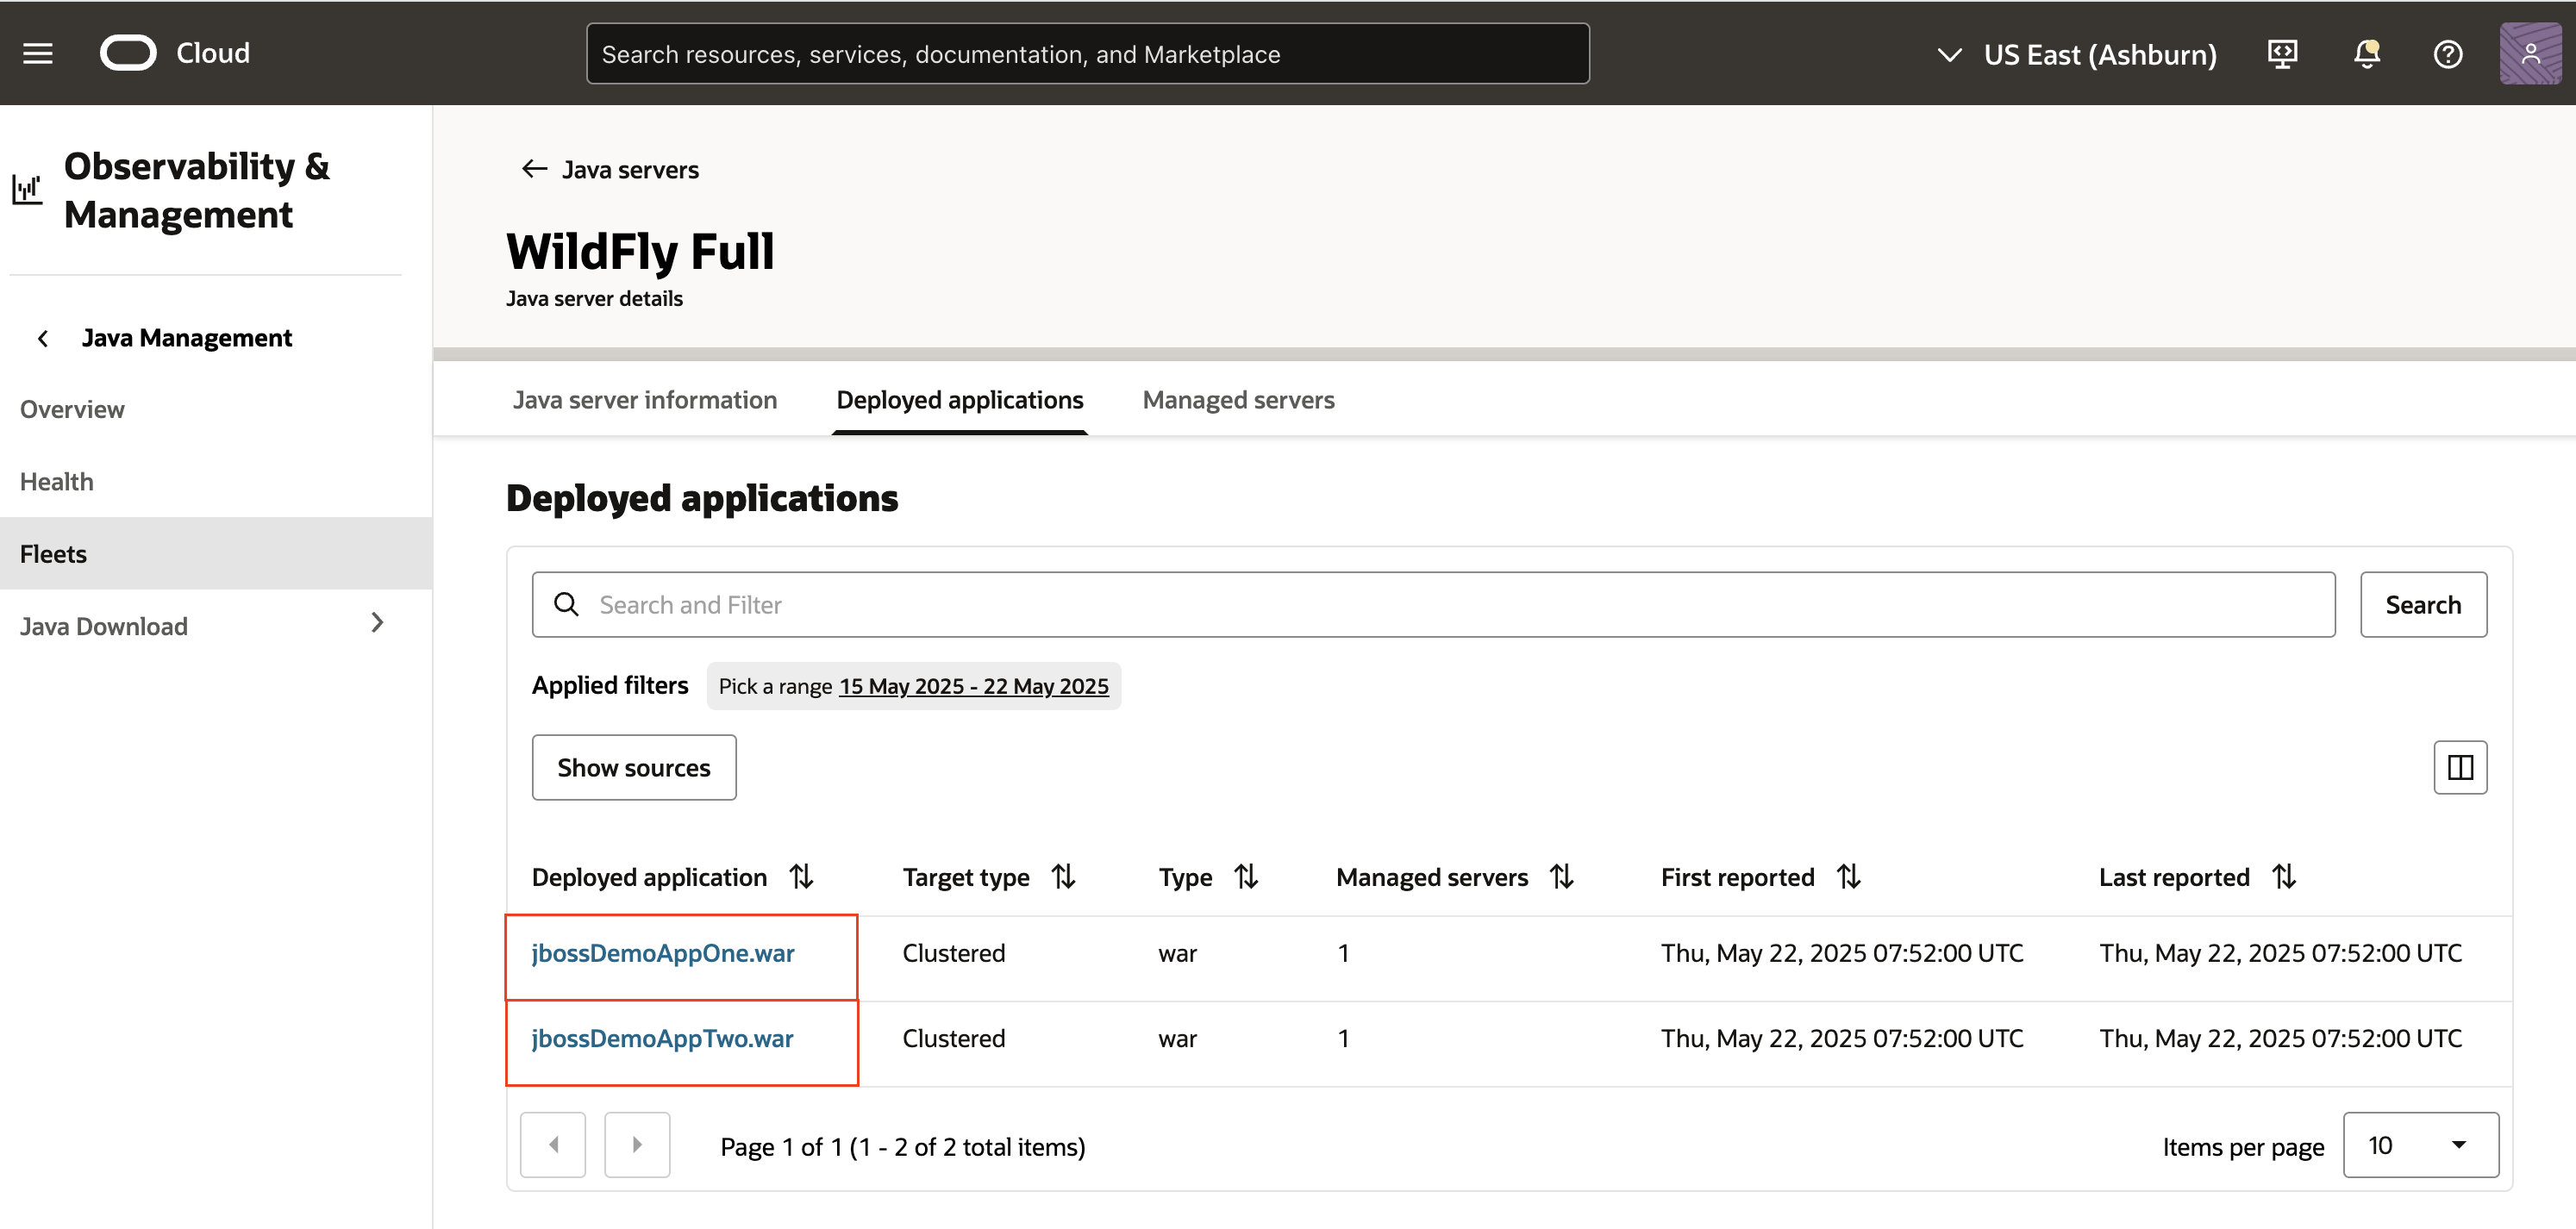 Cloud
Search resources, services, documentation, and Marketplace
US East (Ashburn)
Observability &
Management
Java Management
Overview
Health
Fleets
Java Download
Java servers
WildFly Full
Java server details
Java server information
Deployed applications
Managed servers
Deployed applications
Search and Filter
Search
Applied filters
Pick a range 15 May 2025 - 22 May 2025
Show sources
Deployed application Target type Type Managed servers First reported Last reported
jbossDemoAppOne.war Clustered war 1 Thu, May 22, 2025 07:52:00 UTC Thu, May 22, 2025 07:52:00 UTC
jbossDemoAppTwo.war Clustered war 1 Thu, May 22, 2025 07:52:00 UTC Thu, May 22, 2025 07:52:00 UTC
Page 1 of 1 (1 - 2 of 2 total items)
Items per page 10